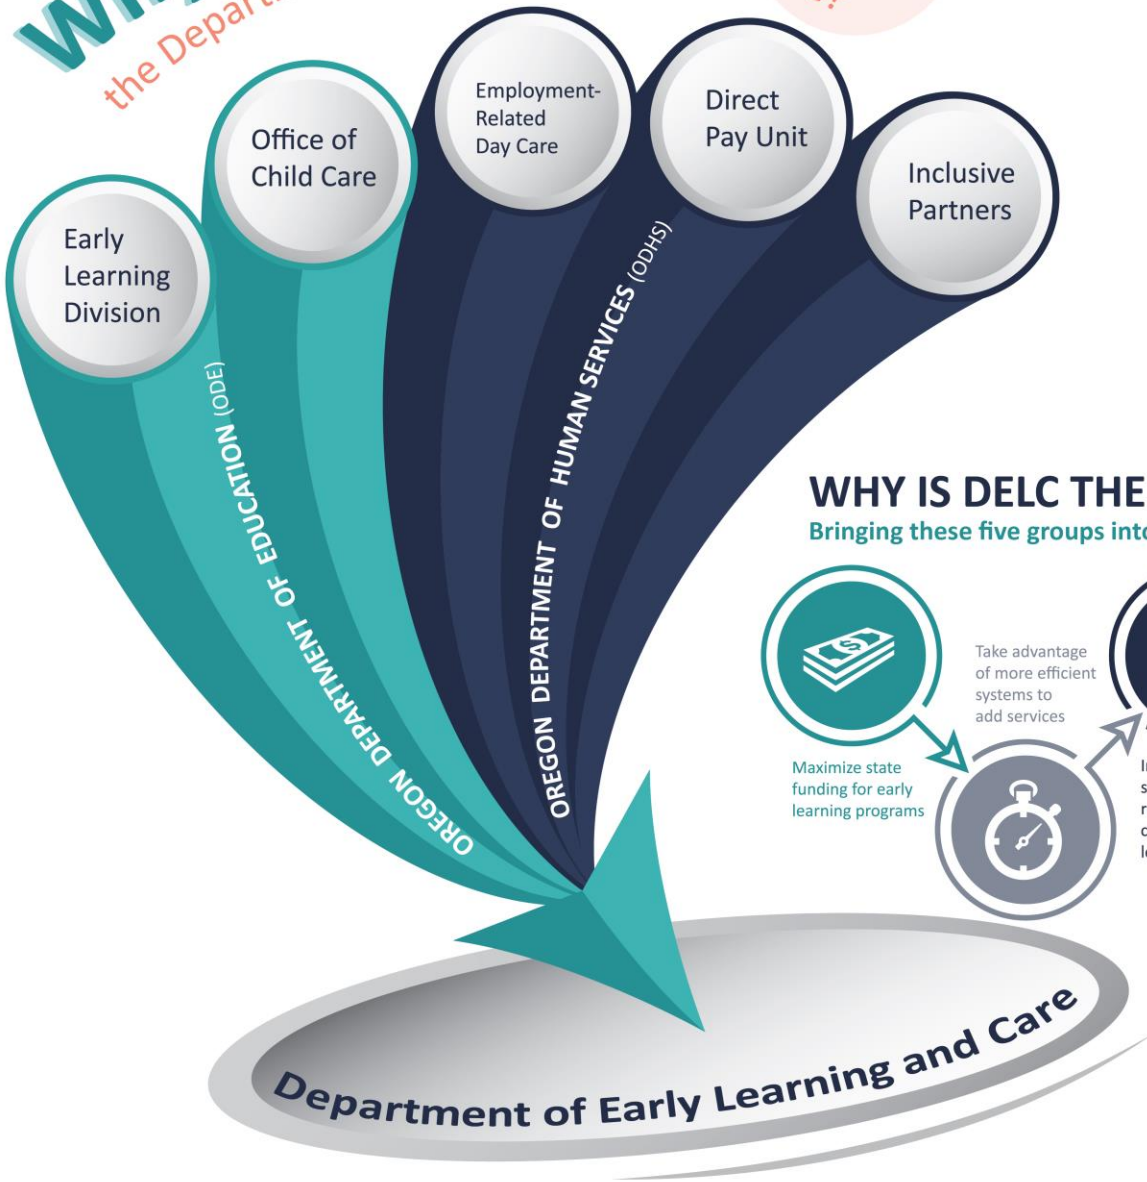 the
Early
Learning
Division
Office of
Child Care
Employment-
Related
Day Care
Direct
Pay Unit
Inclusive
Partners
OREGON DEPARTMENT OF EDUCATION (ODE)
OREGON DEPARTMENT OF HUMAN SERVICES (ODHS)
WHY IS DELC THE
Bringing these five groups into
Maximize state
funding for early
learning programs
Take advantage
of more efficient
systems to
add services
Department of Early Learning and Care